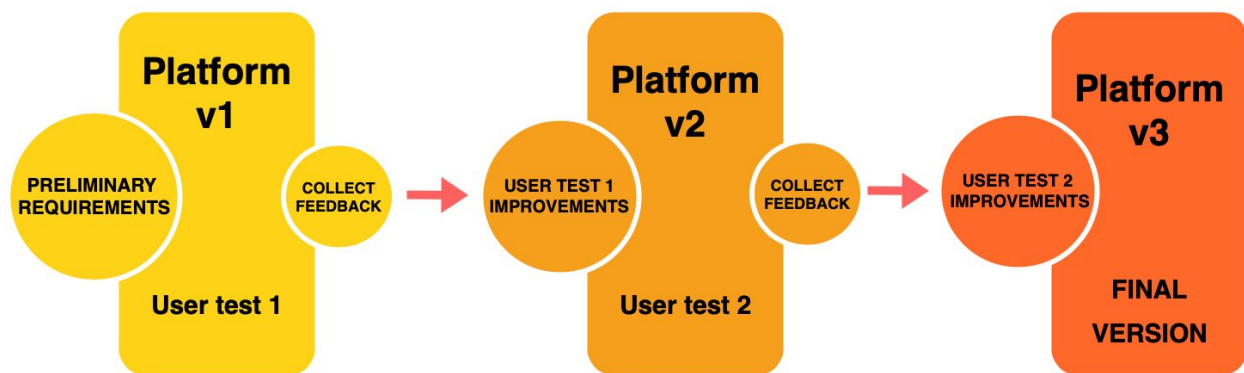 Platform
v1
PRELIMINARY
REQUIREMENTS
COLLECT
FEEDBACK
User test 1
Platform
v2
USER TEST 1
IMPROVEMENTS
COLLECT
FEEDBACK
User test 2
Platform
v3
USER TEST 2
IMPROVEMENTS
FINAL
VERSION